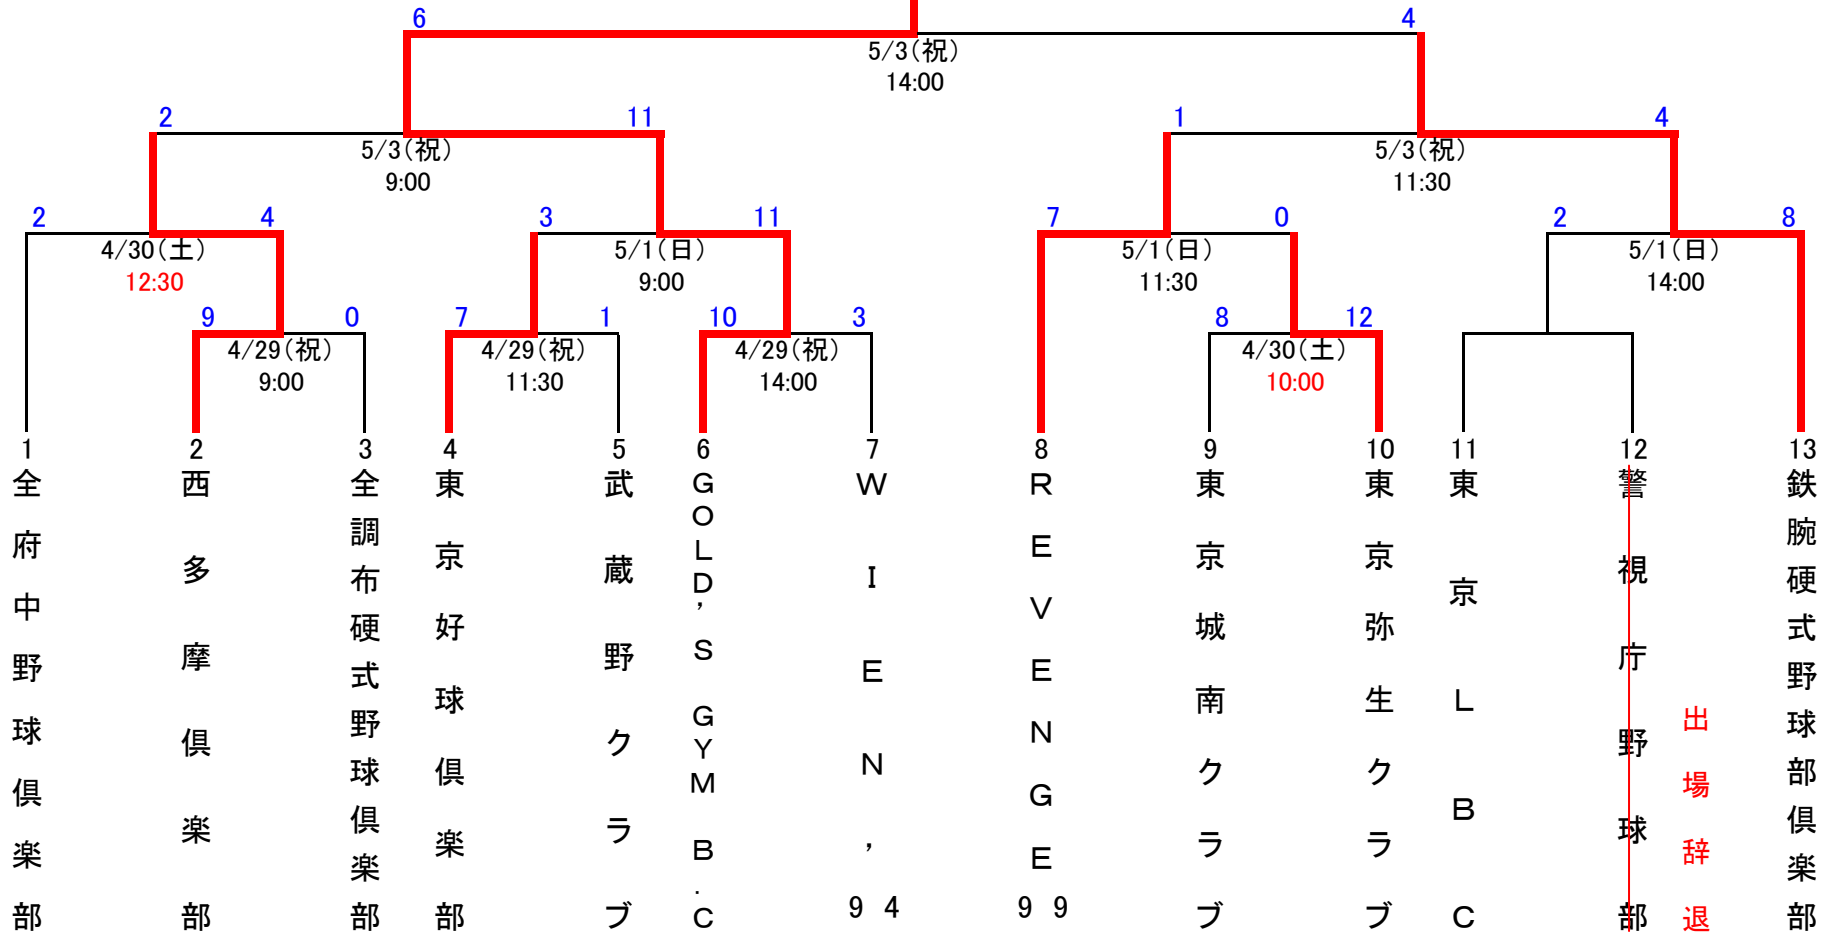 6 4
5/3(祝)
14:00
2 11 1 4
5/3(祝) 5/3(祝)
9:00 11:30
2 4 3 11 7 0 2 8
4/30(土) 5/1(日) 5/1(日) 5/1(日)
12:30 9:00 11:30 14:00
9 0 7 1 10 3 8 12
4/29(祝) 4/29(祝) 4/29(祝) 4/30(土)
9:00 11:30 14:00 10:00
1 2 3 4 5 6 7 8 9 10 11 12 13
全府中野球倶楽部
西多摩倶楽部
全調布硬式野球倶楽部
東京好球倶楽部
武蔵野クラブ
GOLD'S GYM B.C
WIEN'94
REVENGE99
東京城南クラブ
東京弥生クラブ
東京LBC
警視庁野球部
出場辞退
鉄腕硬式野球部倶楽部